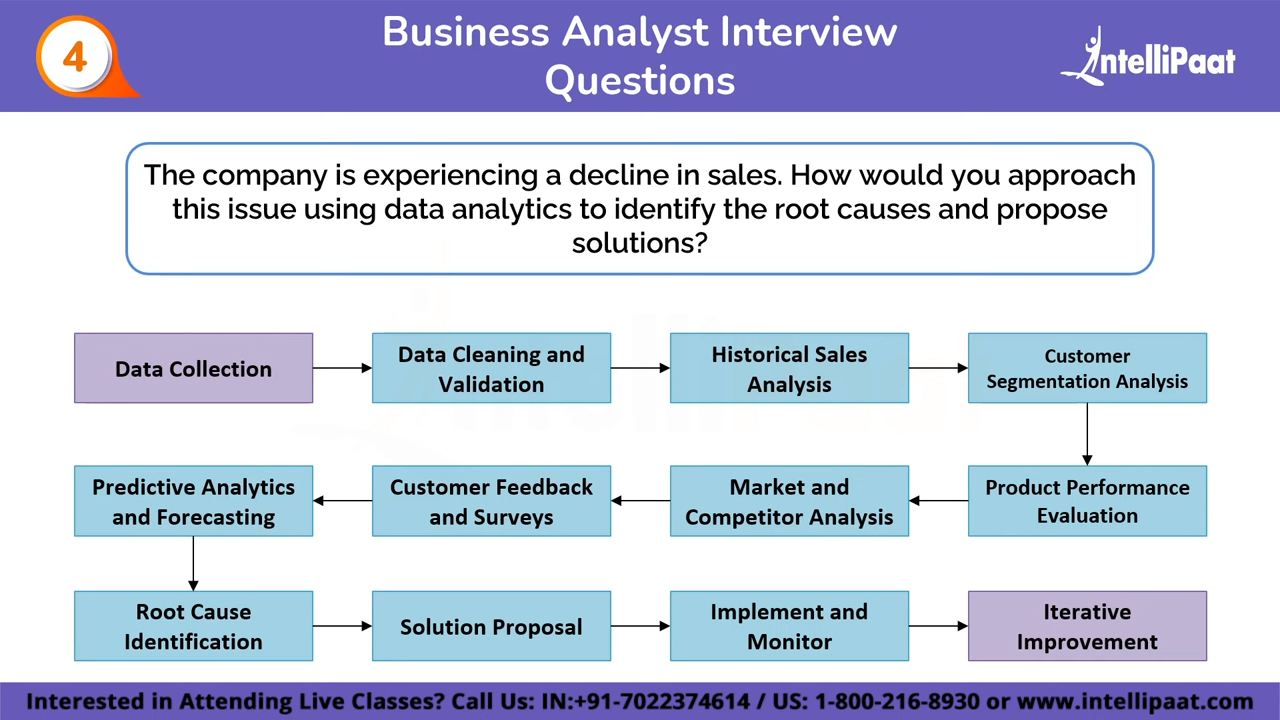 4
Business Analyst Interview
Questions
IntelliPaat
The company is experiencing a decline in sales. How would you approach
this issue using data analytics to identify the root causes and propose
solutions?
Data Collection
Data Cleaning and
Validation
Historical Sales
Analysis
Customer
Segmentation Analysis
Product Performance
Evaluation
Market and
Competitor Analysis
Customer Feedback
and Surveys
Predictive Analytics
and Forecasting
Root Cause
Identification
Solution Proposal
Implement and
Monitor
Iterative
Improvement
Interested in Attending Live Classes? Call Us: IN:+91-7022374614 / US: 1-800-216-8930 or www.intellipaat.com